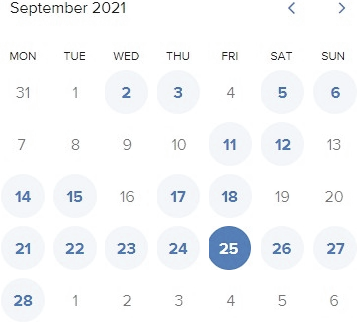 September 2021
MON TUE WED THU FRI SAT SUN
31 1 2 3 4 5 6
7 8 9 10 11 12 13
14 15 16 17 18 19 20
21 22 23 24 25 26 27
28 1 2 3 4 5 6